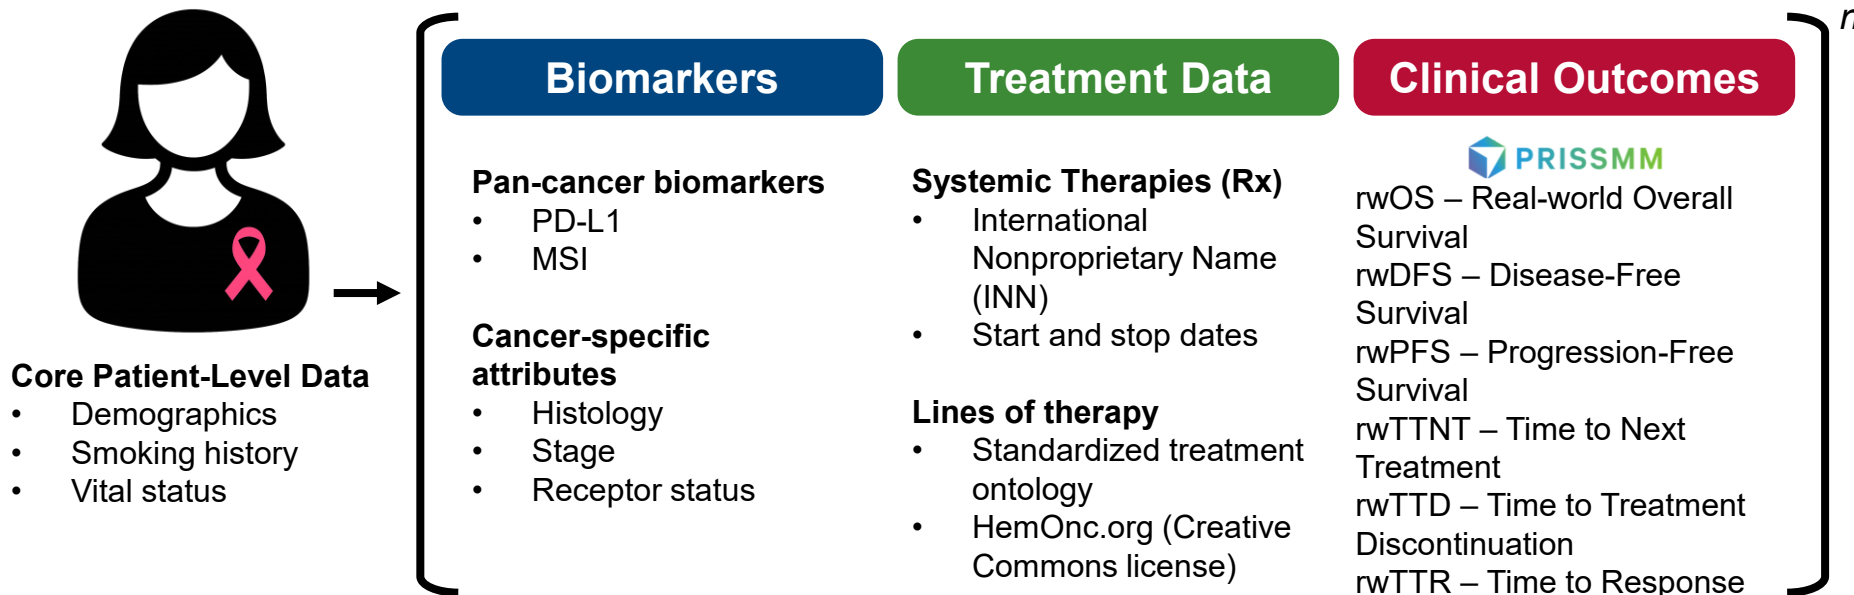 Core Patient-Level Data
• Demographics
• Smoking history
• Vital status
n
Biomarkers
Pan-cancer biomarkers
• PD-L1
• MSI
Cancer-specific
attributes
• Histology
• Stage
• Receptor status
Treatment Data
Systemic Therapies (Rx)
• International
Nonproprietary Name
(INN)
• Start and stop dates
Lines of therapy
• Standardized treatment
ontology
• HemOnc.org (Creative
Commons license)
Clinical Outcomes
PRISSMM
rwOS – Real-world Overall
Survival
rwDFS – Disease-Free
Survival
rwPFS – Progression-Free
Survival
rwTTNT – Time to Next
Treatment
rwTTD – Time to Treatment
Discontinuation
rwTTR – Time to Response